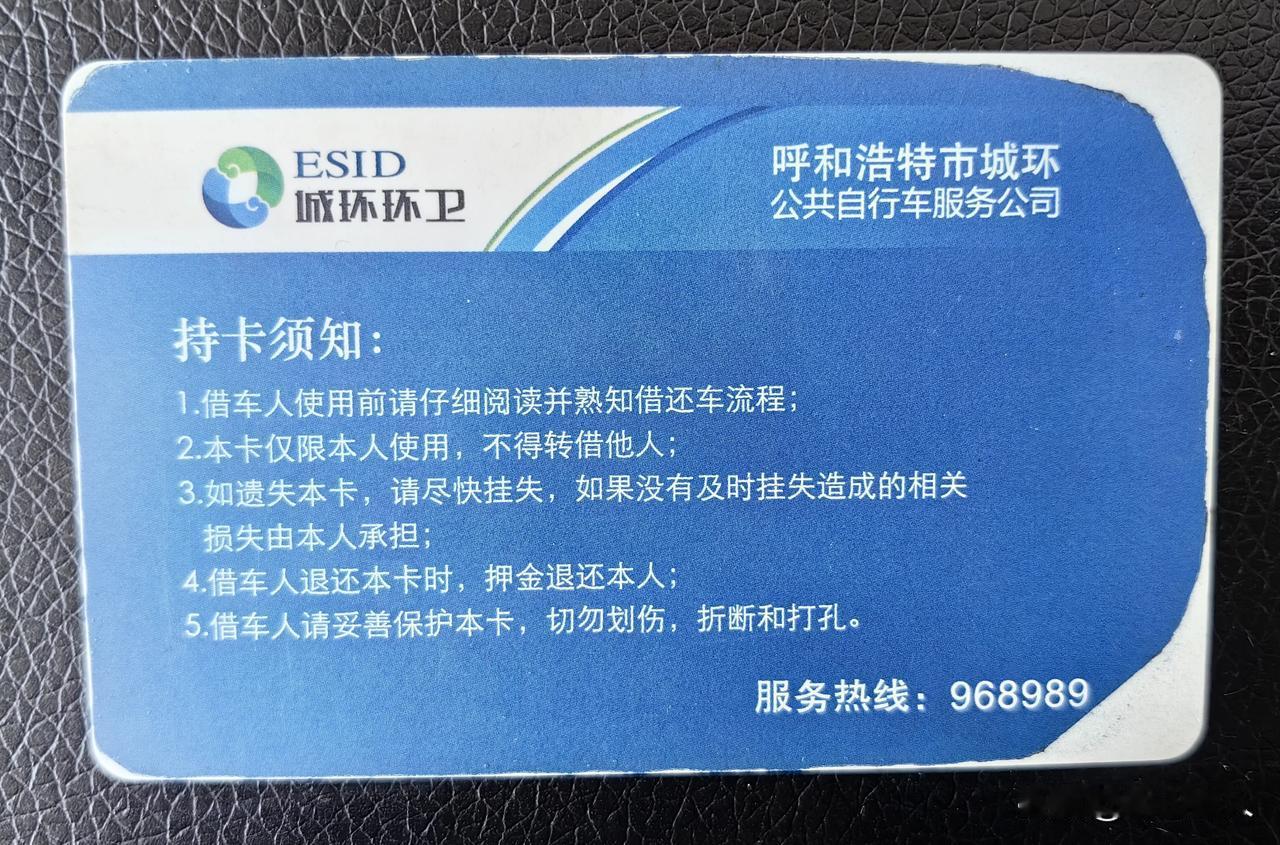 ESID
城环环卫
呼和浩特市城环
公共自行车服务公司
持卡须知：
1.借车人使用前请仔细阅读并熟知借还车流程；
2.本卡仅限本人使用，不得转借他人；
3.如遗失本卡，请尽快挂失，如果没有及时挂失造成的相关
损失由本人承担；
4.借车人退还本卡时，押金退还本人；
5.借车人请妥善保护本卡，切勿划伤，折断和打孔。
服务热线：968989